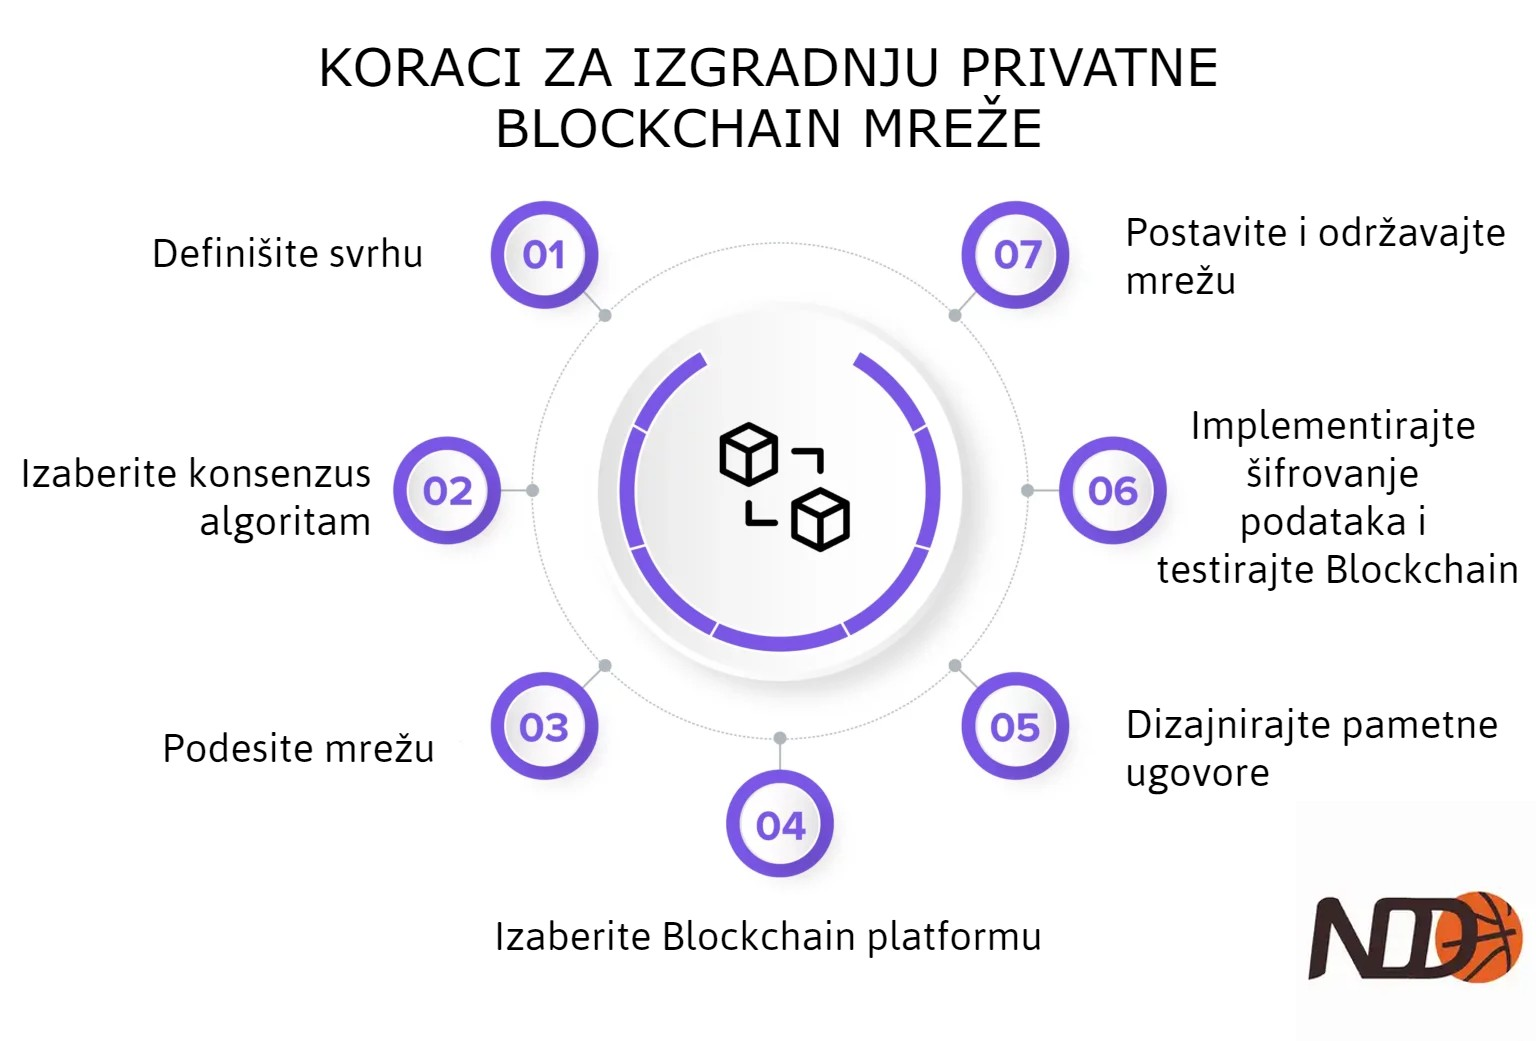 KORACI ZA IZGRADNJU PRIVATNE
BLOCKCHAIN MREŽE
01
Definišite svrhu
02
Izaberite konsenzus
algoritam
03
Podesite mrežu
04
Izaberite Blockchain platformu
05
Dizajnirajte pametne
ugovore
06
Implementirajte
šifrovanje
podataka i
testirajte Blockchain
07
Postavite i održavajte
mrežu